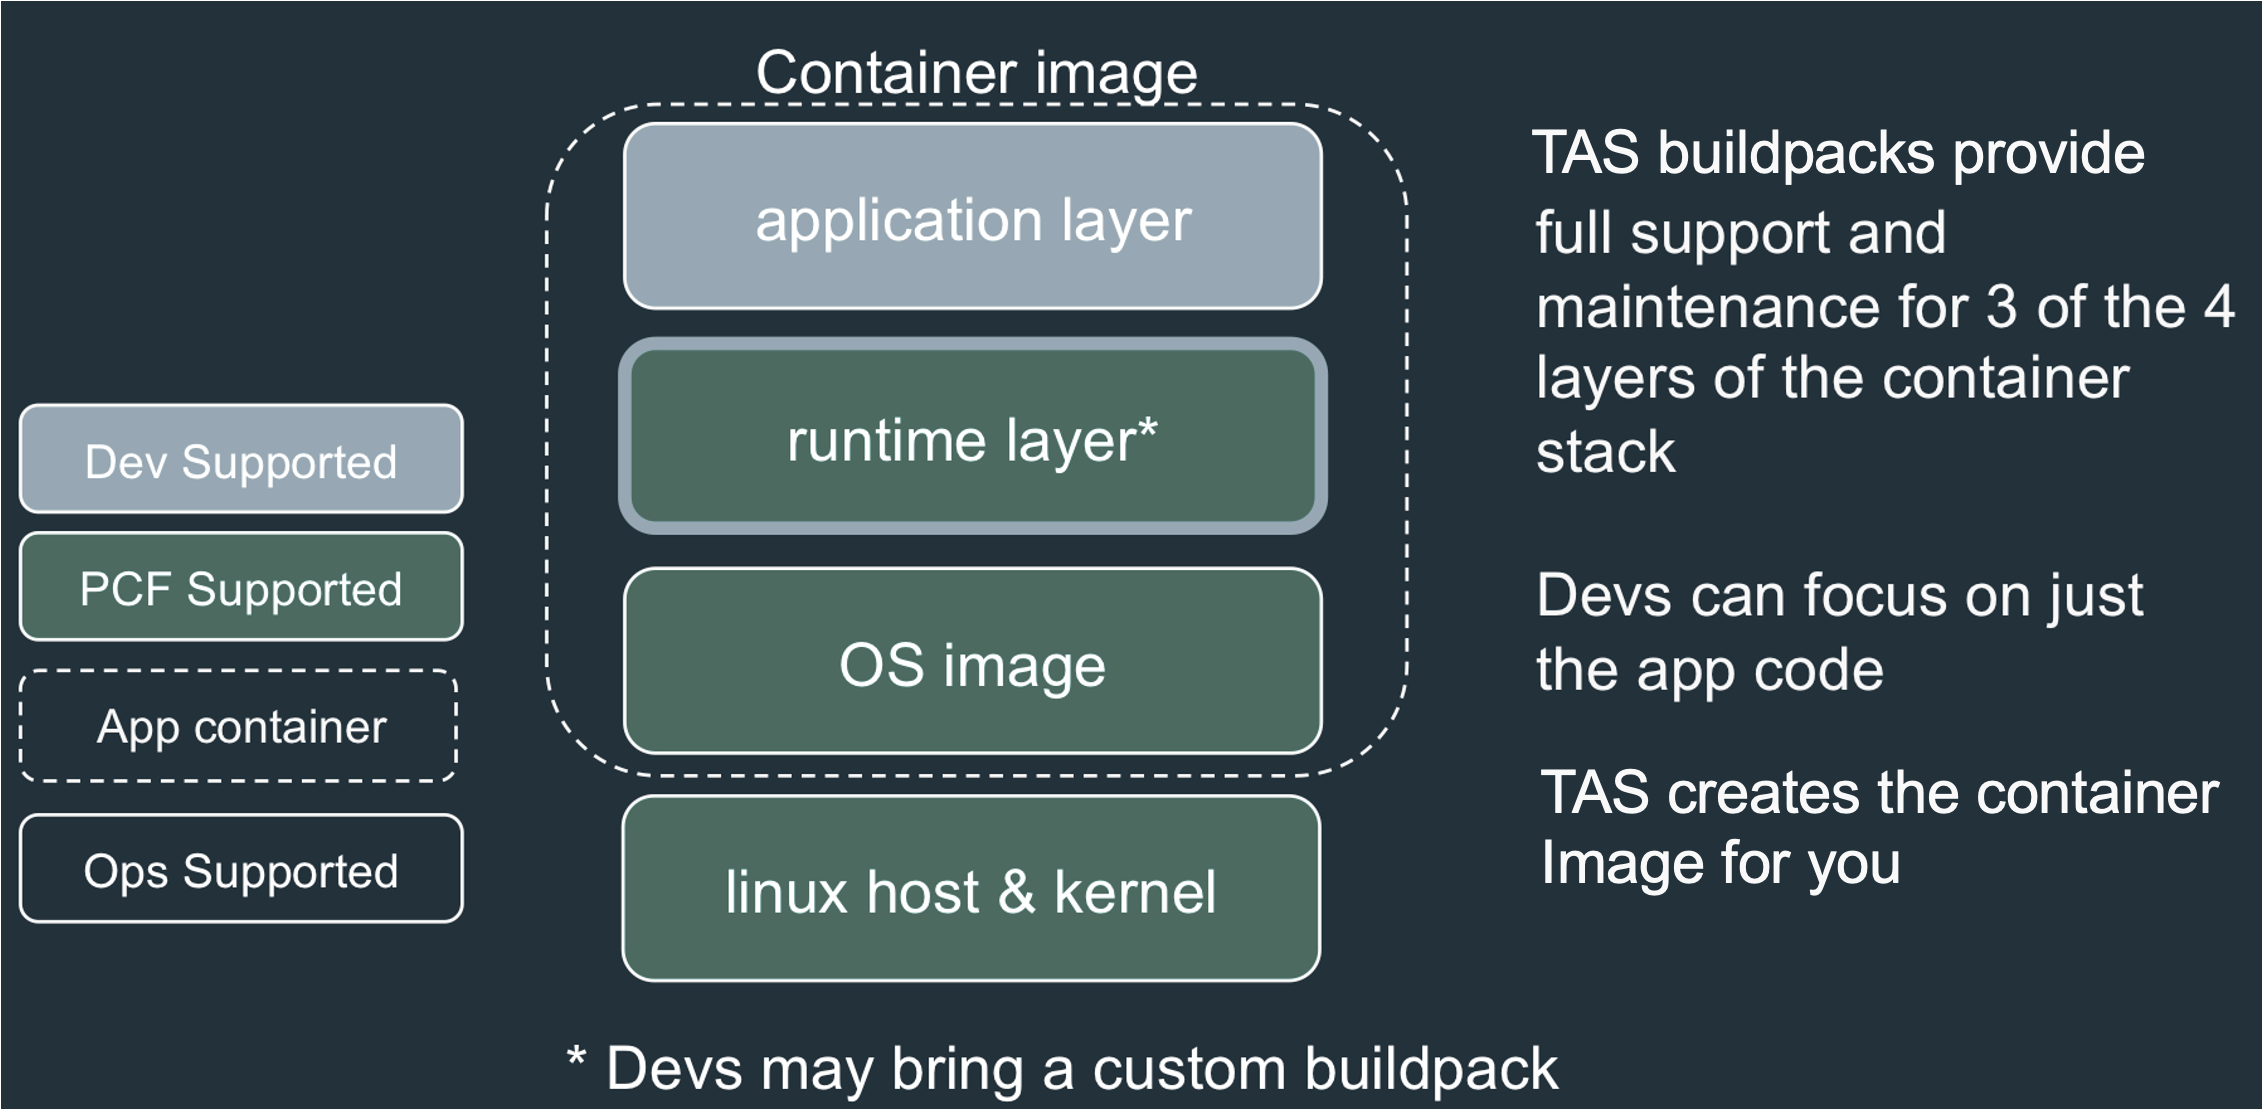 Container image
application layer
runtime layer*
OS image
linux host & kernel
* Devs may bring a custom buildpack
Dev Supported
PCF Supported
App container
Ops Supported
TAS buildpacks provide
full support and
maintenance for 3 of the 4
layers of the container
stack
Devs can focus on just
the app code
TAS creates the container
Image for you